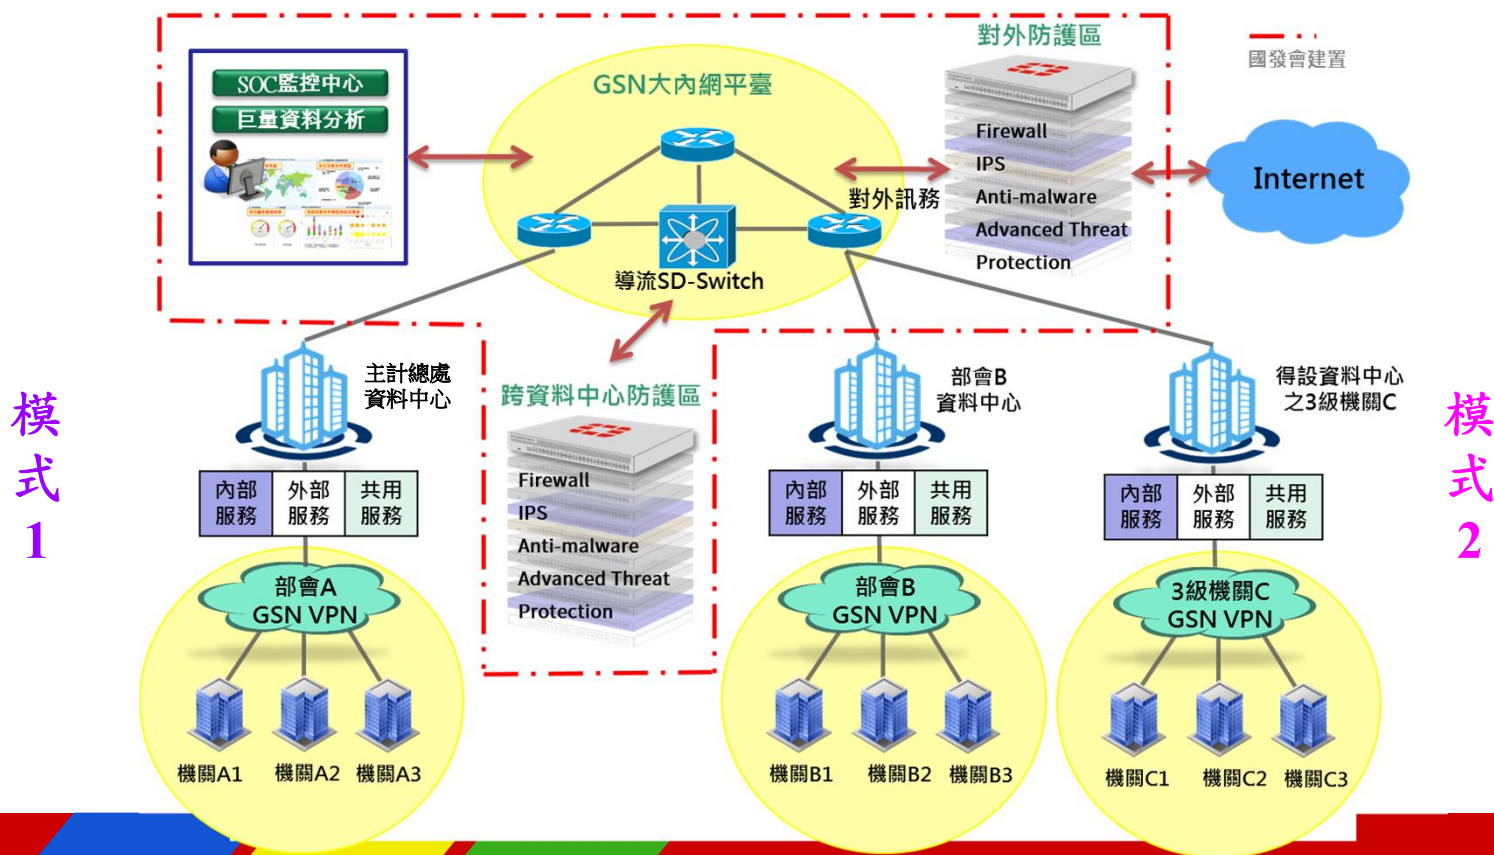 對外防護區
國發會建置
SOC監控中心
巨量資料分析
GSN大內網平臺
Firewall
IPS
Anti-malware
Advanced Threat
Protection
對外訊務
Internet
導流SD-Switch
主計總處
資料中心
跨資料中心防護區
Firewall
IPS
Anti-malware
Advanced Threat
Protection
部會B
資料中心
得設資料中心
之3級機關C
模
式
1
模
式
2
內部
服務
外部
服務
共用
服務
內部
服務
外部
服務
共用
服務
內部
服務
外部
服務
共用
服務
部會A
GSN VPN
部會B
GSN VPN
3級機關C
GSN VPN
機關A1
機關A2
機關A3
機關B1
機關B2
機關B3
機關C1
機關C2
機關C3